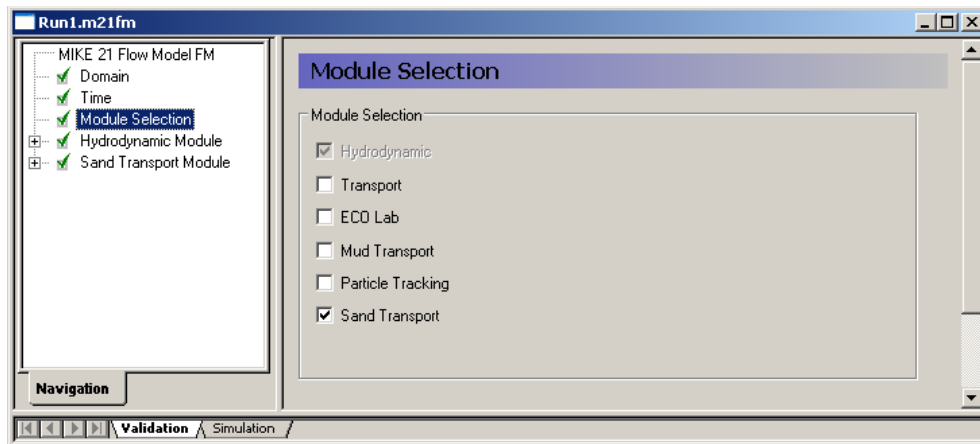 Run1.m21fm
MIKE 21 Flow Model FM
Domain
Time
Module Selection
Hydrodynamic Module
Sand Transport Module
Navigation
Module Selection
Module Selection
Hydrodynamic
Transport
ECO Lab
Mud Transport
Particle Tracking
Sand Transport
Validation Simulation